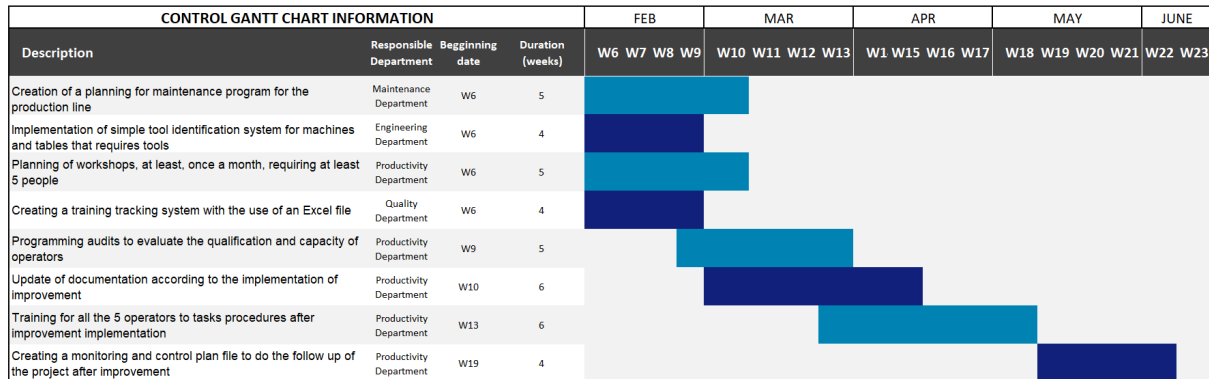 CONTROL GANTT CHART INFORMATION FEB MAR APR MAY JUNE
Description Responsible Department Begginning date Duration (weeks) W6 W7 W8 W9 W10 W11 W12 W13 W1 W15 W16 W17 W18 W19 W20 W21 W22 W23
Creation of a planning for maintenance program for the
production line
Maintenance
Department
W6
5
Implementation of simple tool identification system for machines
and tables that requires tools
Engineering
Department
W6
4
Planning of workshops, at least, once a month, requiring at least
5 people
Productivity
Department
W6
5
Creating a training tracking system with the use of an Excel file
Quality
Department
W6
4
Programming audits to evaluate the qualification and capacity of
operators
Productivity
Department
W9
5
Update of documentation according to the implementation of
improvement
Productivity
Department
W10
6
Training for all the 5 operators to tasks procedures after
improvement implementation
Productivity
Department
W13
6
Creating a monitoring and control plan file to do the follow up of
the project after improvement
Productivity
Department
W19
4